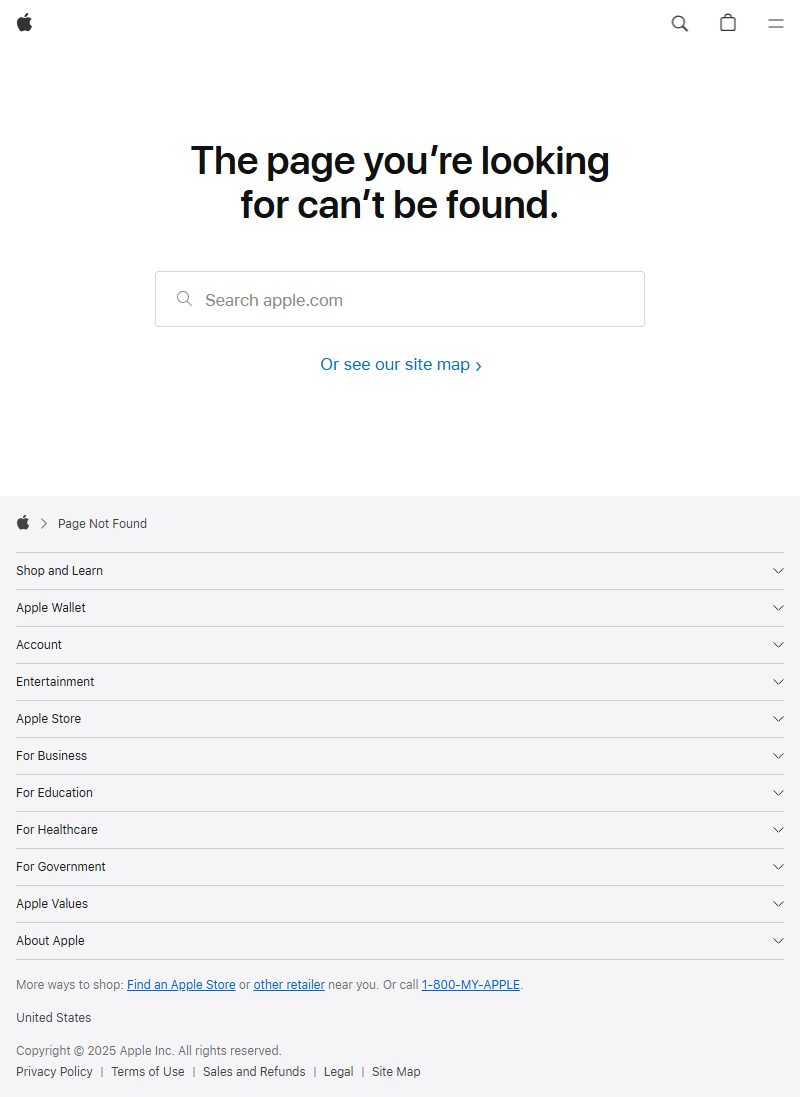 The page you’re looking
for can’t be found.
Search apple.com
Or see our site map
Page Not Found
Shop and Learn
Apple Wallet
Account
Entertainment
Apple Store
For Business
For Education
For Healthcare
For Government
Apple Values
About Apple
More ways to shop: Find an Apple Store or other retailer near you. Or call 1-800-MY-APPLE.
United States
Copyright © 2025 Apple Inc. All rights reserved.
Privacy Policy | Terms of Use | Sales and Refunds | Legal | Site Map